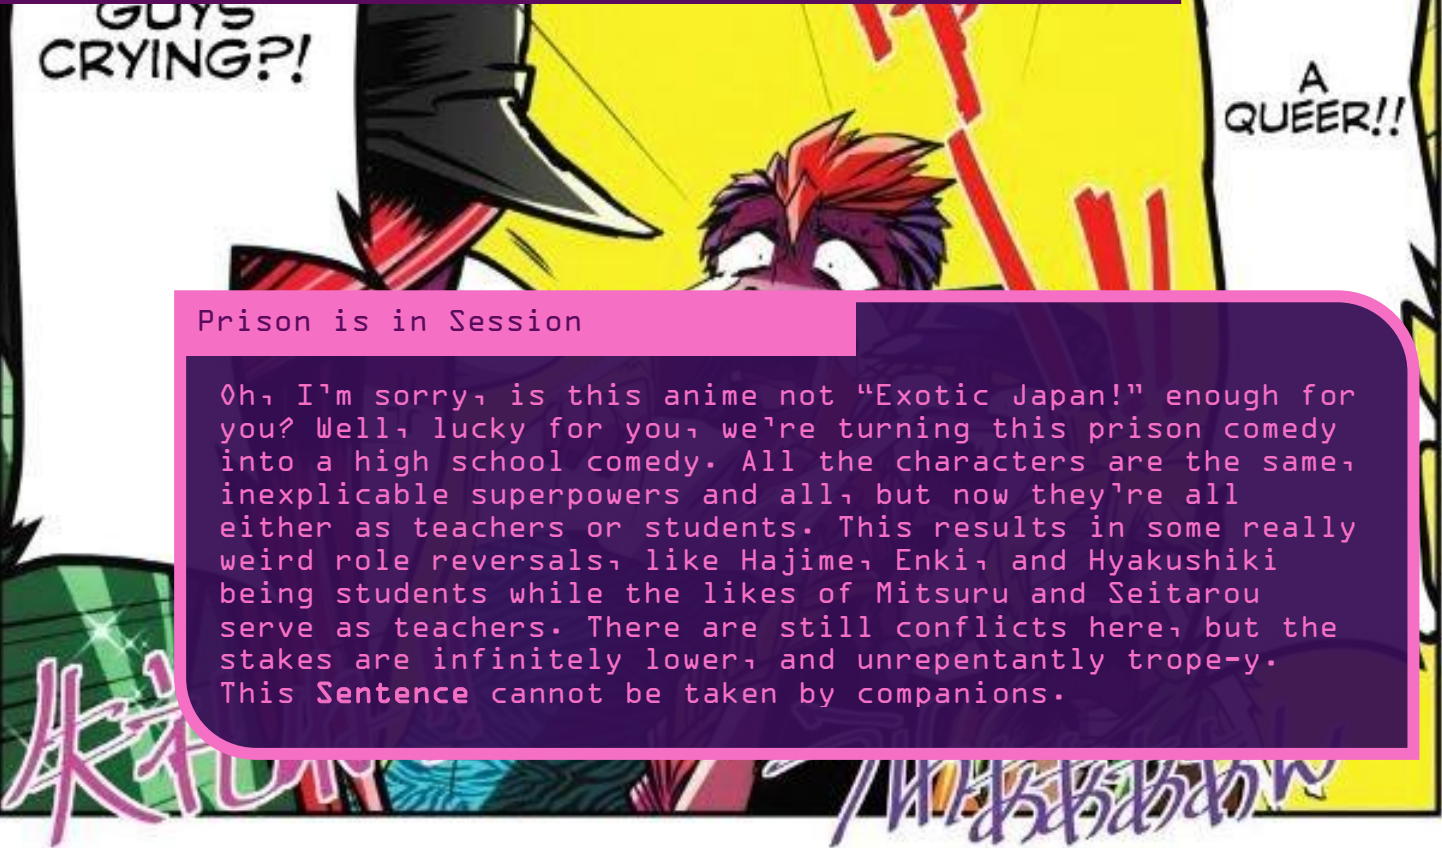 GUYS
CRYING?!
A
QUEER!!
Prison is in Session
Oh, I'm sorry, is this anime not “Exotic Japan!” enough for
you? Well, lucky for you, we're turning this prison comedy
into a high school comedy. All the characters are the same,
inexplicable superpowers and all, but now they're all
either as teachers or students. This results in some really
weird role reversals, like Hajime, Enki, and Hyakushiki
being students while the likes of Mitsuru and Seitarou
serve as teachers. There are still conflicts here, but the
stakes are infinitely lower, and unrepentantly trope-y.
This Sentence cannot be taken by companions.